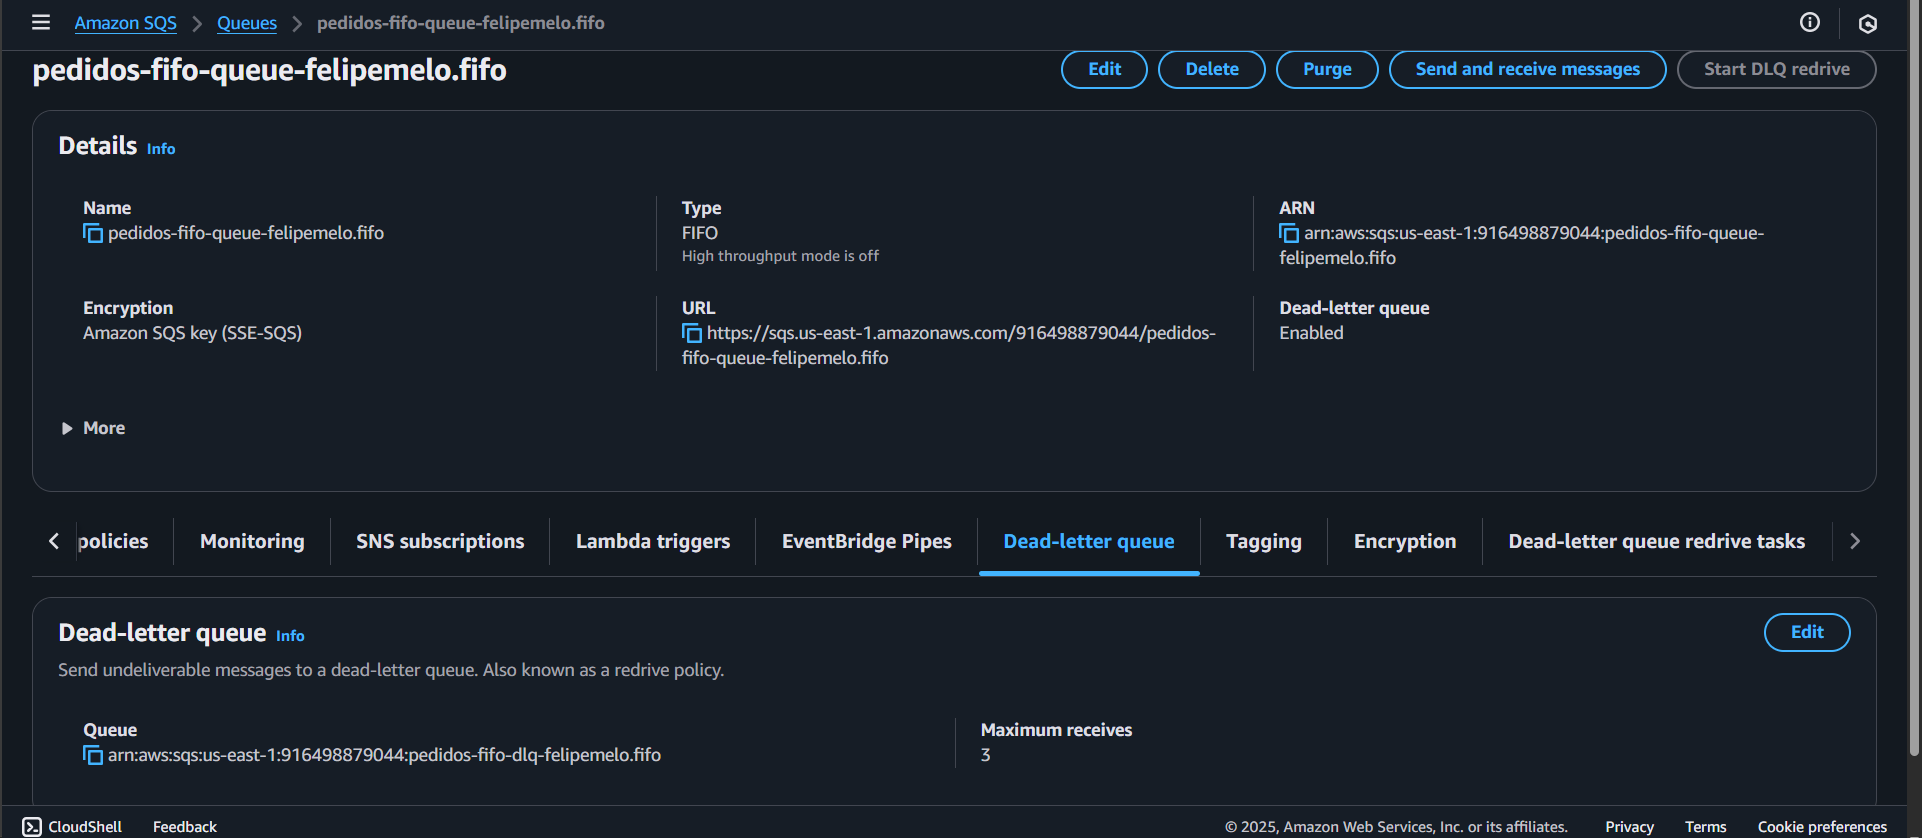 Amazon SQS > Queues > pedidos-fifo-queue-felipemelo.fifo
pedidos-fifo-queue-felipemelo.fifo
Edit Delete Purge Send and receive messages Start DLQ redrive
Details Info
Name
pedidos-fifo-queue-felipemelo.fifo
Type
FIFO
High throughput mode is off
ARN
arn:aws:sqs:us-east-1:916498879044:pedidos-fifo-queue-
felipemelo.fifo
Encryption
Amazon SQS key (SSE-SQS)
URL
https://sqs.us-east-1.amazonaws.com/916498879044/pedidos-
fifo-queue-felipemelo.fifo
Dead-letter queue
Enabled
More
policies Monitoring SNS subscriptions Lambda triggers EventBridge Pipes Dead-letter queue Tagging Encryption Dead-letter queue redrive tasks
Dead-letter queue Info
Edit
Send undeliverable messages to a dead-letter queue. Also known as a redrive policy.
Queue
arn:aws:sqs:us-east-1:916498879044:pedidos-fifo-dlq-felipemelo.fifo
Maximum receives
3
CloudShell Feedback © 2025, Amazon Web Services, Inc. or its affiliates. Privacy Terms Cookie preferences